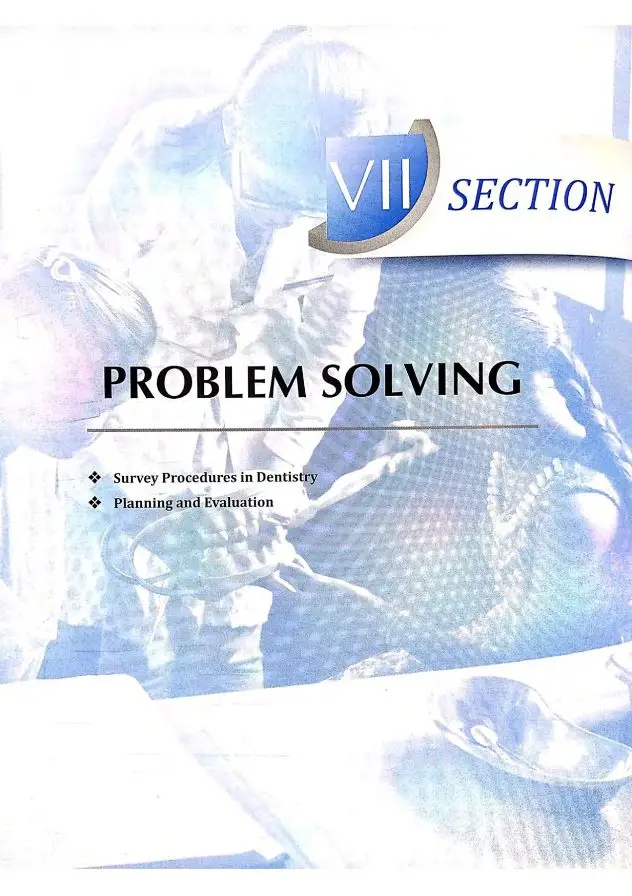 VII
SECTION
PROBLEM SOLVING
❖ Survey Procedures in Dentistry
❖ Planning and Evaluation